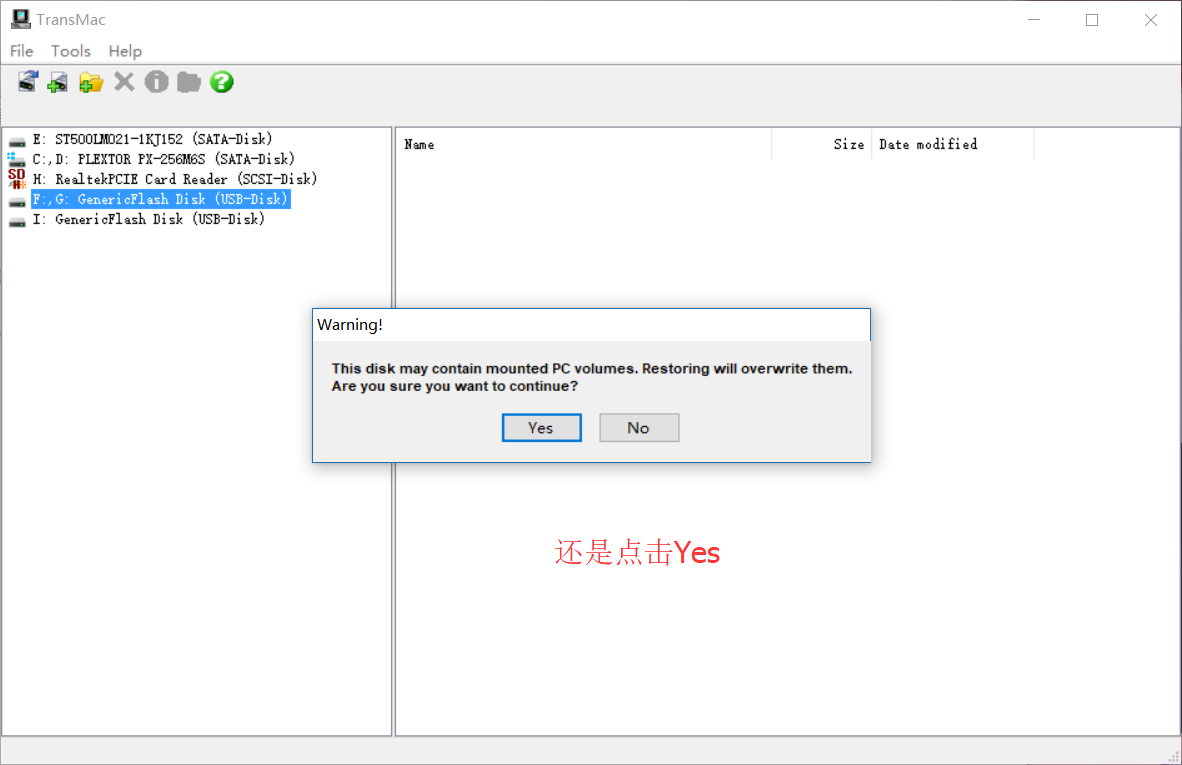 TransMac
File Tools Help
E: ST500LM021-1KJ152 (SATA-Disk)
C:,D: PLEXTOR PX-256M6S (SATA-Disk)
SD H: RealtekPCIE Card Reader (SCSI-Disk)
F:,G: GenericFlash Disk (USB-Disk)
I: GenericFlash Disk (USB-Disk)
Name Size Date modified
Warning!
This disk may contain mounted PC volumes. Restoring will overwrite them.
Are you sure you want to continue?
Yes No
还是点击Yes